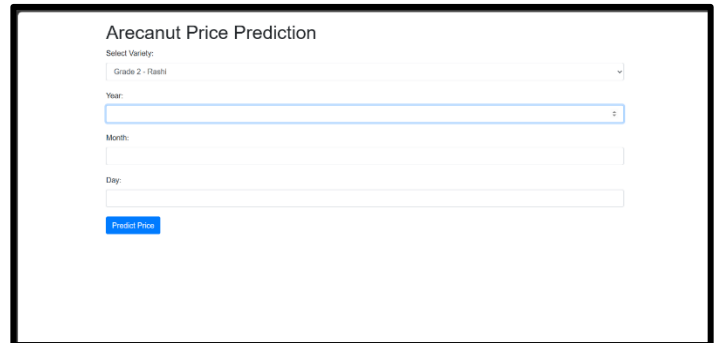 Arecanut Price Prediction
Select Variety:
Grade 2 - Rashi
Year:
Month:
Day:
Predict Price